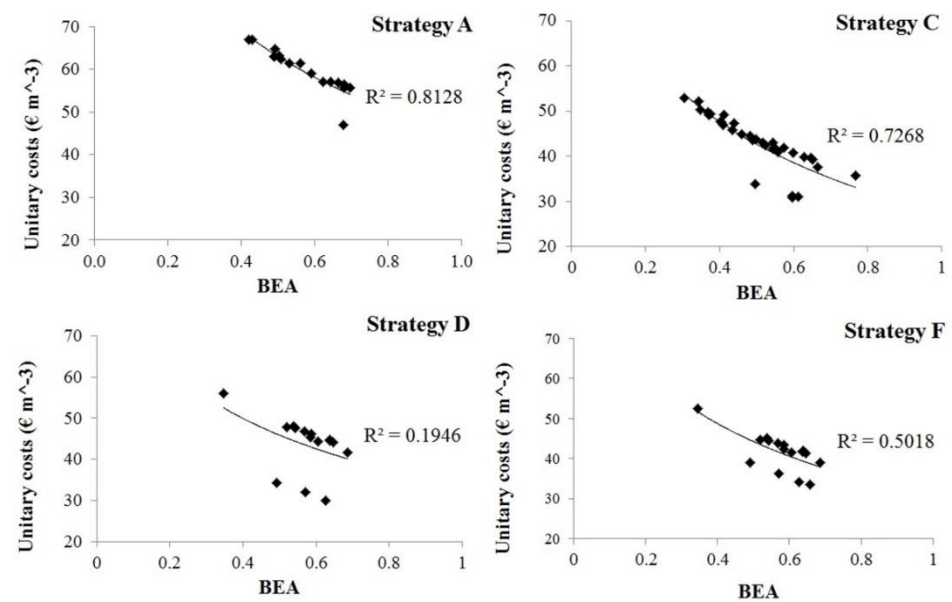 Strategy A
Unitary costs (€ m^-3)
70
60
50
40
30
20
R² = 0.8128
0.0 0.2 0.4 0.6 0.8 1.0
BEA
Strategy C
Unitary costs (€ m^-3)
70
60
50
40
30
20
R² = 0.7268
0 0.2 0.4 0.6 0.8 1
BEA
Strategy D
Unitary costs (€ m^-3)
70
60
50
40
30
20
R² = 0.1946
0 0.2 0.4 0.6 0.8 1
BEA
Strategy F
Unitary costs (€ m^-3)
70
60
50
40
30
20
R² = 0.5018
0 0.2 0.4 0.6 0.8 1
BEA